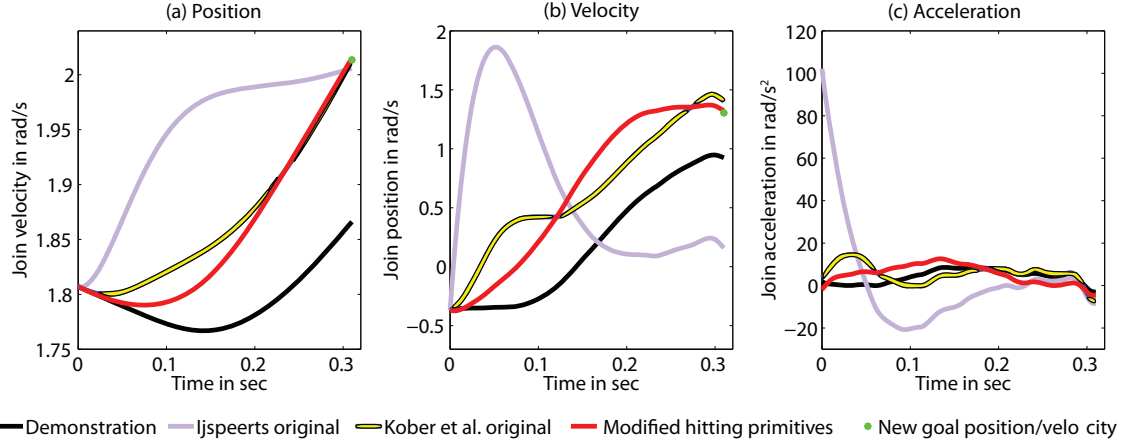 (a) Position
(b) Velocity
(c) Acceleration
Join velocity in rad/s
2
1.95
1.9
1.85
1.8
1.75
0
0.1
0.2
0.3
Time in sec
Join position in rad/s
2
1.5
1
0.5
0
−0.5
0
0.1
0.2
0.3
Time in sec
Join acceleration in rad/s²
120
100
80
60
40
20
0
−20
0
0.1
0.2
0.3
Time in sec
Demonstration
Ijspeerts original
Kober et al. original
Modified hitting primitives
New goal position/velo city